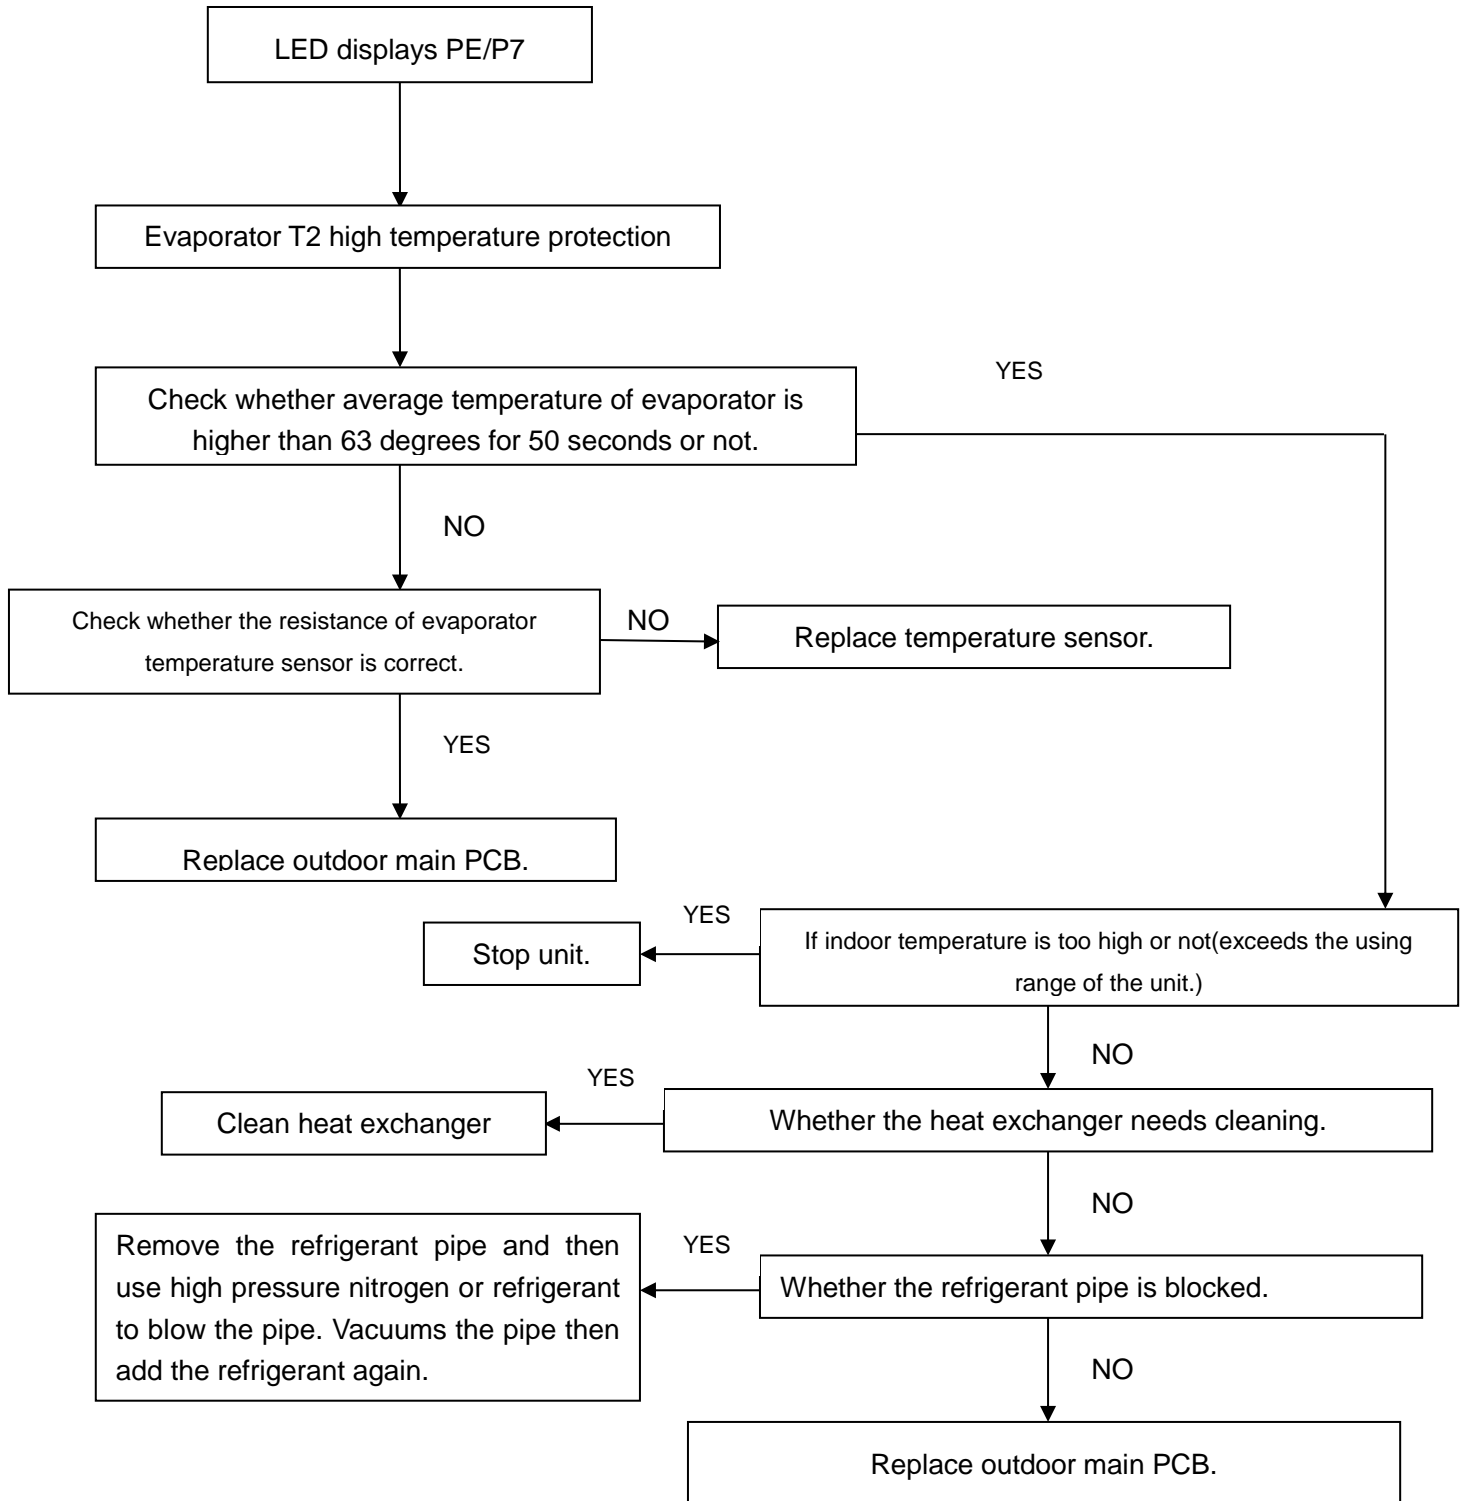 LED displays PE/P7
Evaporator T2 high temperature protection
YES
Check whether average temperature of evaporator is
higher than 63 degrees for 50 seconds or not.
NO
Check whether the resistance of evaporator
temperature sensor is correct.
NO
Replace temperature sensor.
YES
Replace outdoor main PCB.
YES
If indoor temperature is too high or not(exceeds the using
range of the unit.)
Stop unit.
NO
YES
Whether the heat exchanger needs cleaning.
Clean heat exchanger
NO
YES
Whether the refrigerant pipe is blocked.
Remove the refrigerant pipe and then
use high pressure nitrogen or refrigerant
to blow the pipe. Vacuums the pipe then
add the refrigerant again.
NO
Replace outdoor main PCB.